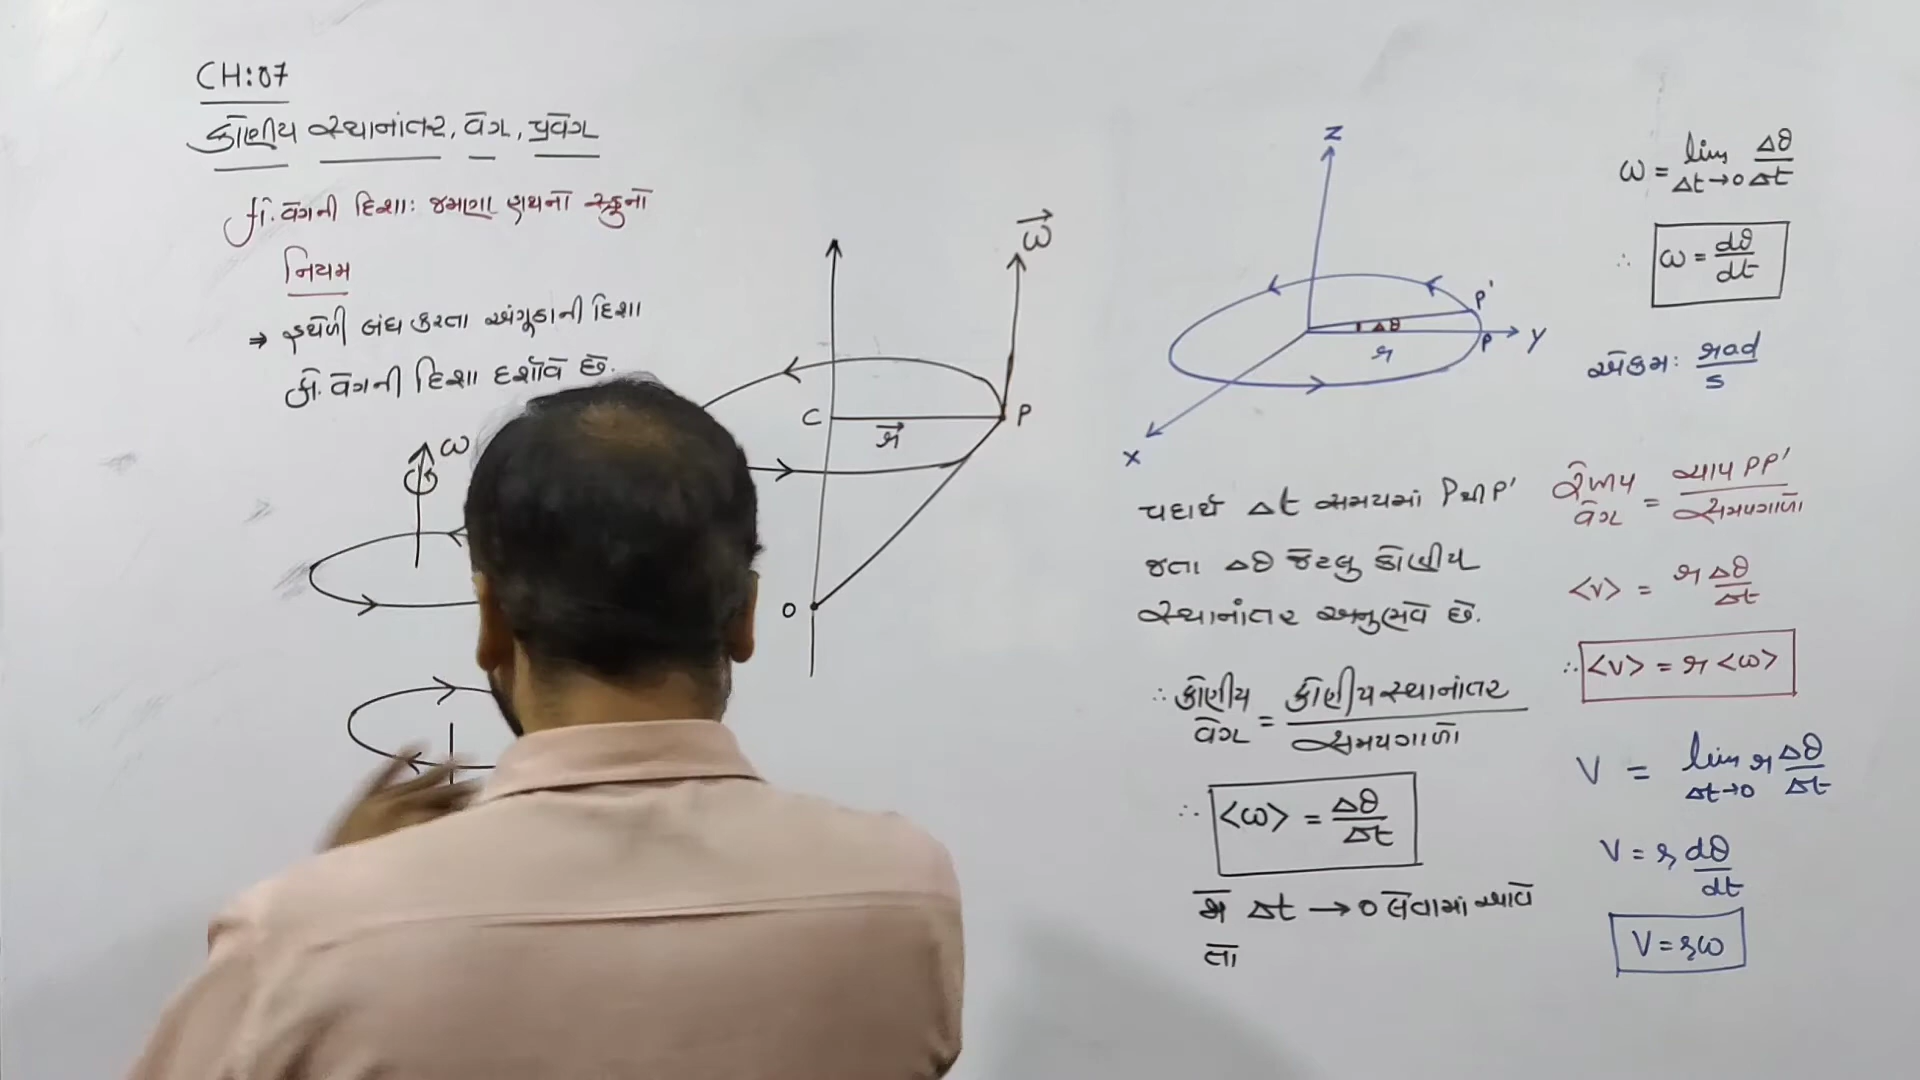 CH:07
કોણીય સ્થાનાંતર, વેગ, પ્રવેગ
કો. વેગની દિશા: જમણા હાથના સ્ક્રુનો
નિયમ
⇒ હથેળી બંધ કરતા અંગૂઠાની દિશા
કો. વેગની દિશા દર્શાવે છે.
ω
C
r⃗
P
ω⃗
O
Z
P'
P
Y
X
Δθ
r
પદાર્થ Δt સમયમાં P થી P'
જતા Δθ જેટલુ કોણીય
સ્થાનાંતર અનુભવે છે.
∴ કોણીય વેગ = કોણીય સ્થાનાંતર / સમયગાળો
∴ <ω> = Δθ/Δt
જો Δt → 0 લેવામાં આવે
તો
ω = lim Δt→0 Δθ/Δt
∴ ω = dθ/dt
એકમ: rad/s
રેખીય વેગ = ચાપ PP' / સમયગાળો
<v> = r Δθ/Δt
∴ <v> = r <ω>
V = lim Δt→0 r Δθ/Δt
V = r dθ/dt
V = rω